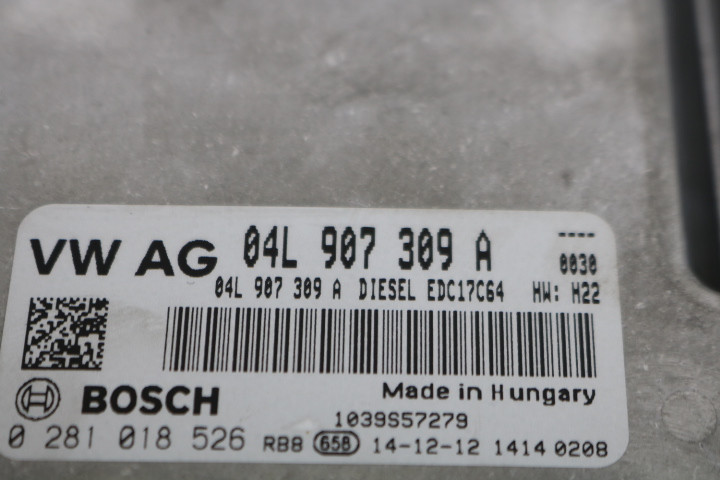 VW AG 04L 907 309 A ----
0030
04L 907 309 A DIESEL EDC17C64 HW: H22
BOSCH Made in Hungary
1039S57279
0 281 018 526 RB8 658 14-12-12 1414 0208